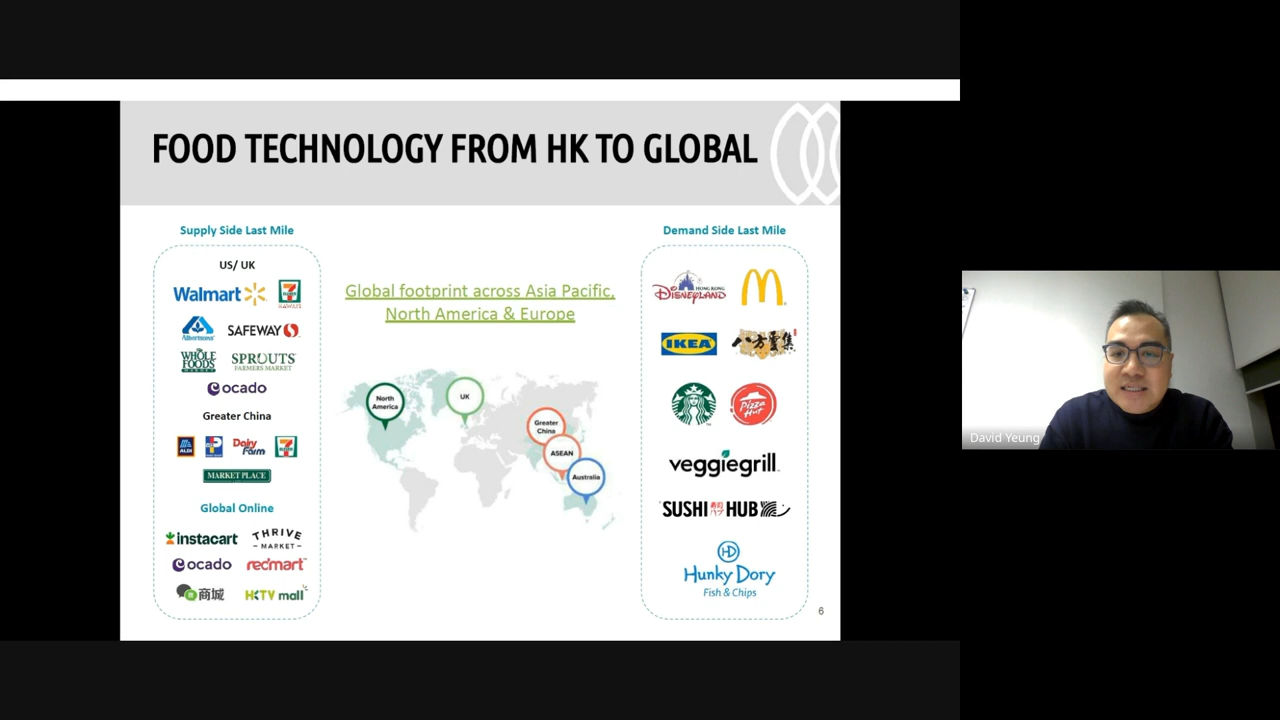 FOOD TECHNOLOGY FROM HK TO GLOBAL
Supply Side Last Mile
US/ UK
Walmart
7 ELEVEN
HAWAII
Albertsons
SAFEWAY
WHOLE
FOODS
MARKET
SPROUTS
FARMERS MARKET
ocado
Greater China
ALDI
Dairy
Farm
7 ELEVEN
MARKET PLACE
Global Online
instacart
THRIVE
MARKET
ocado
redmart
商城
HKTV mall
Global footprint across Asia Pacific,
North America & Europe
North
America
UK
Greater
China
ASEAN
Australia
Demand Side Last Mile
HONG KONG
DISNEYLAND
IKEA
八方雲集
Pizza
Hut
veggiegrill
SUSHI HUB
HD
Hunky Dory
Fish & Chips
6
David Yeung